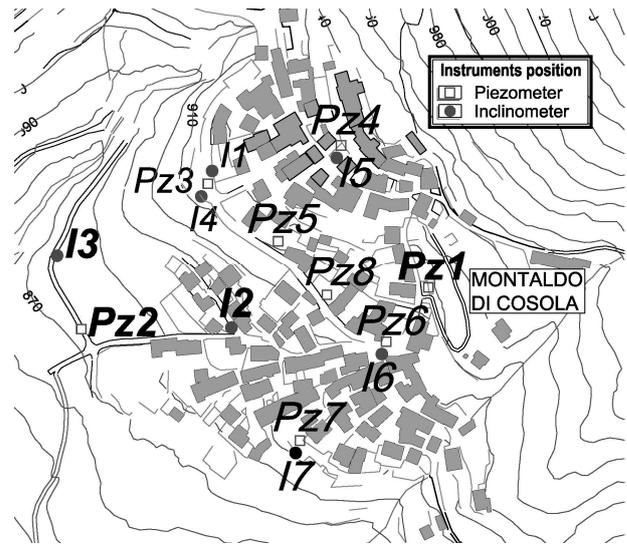 980
Instruments position
Piezometer
Inclinometer
910
Pz4
I1
I5
Pz3
I4
Pz5
I3
Pz8
Pz1
MONTALDO
DI COSOLA
870
Pz2
I2
Pz6
I6
Pz7
I7